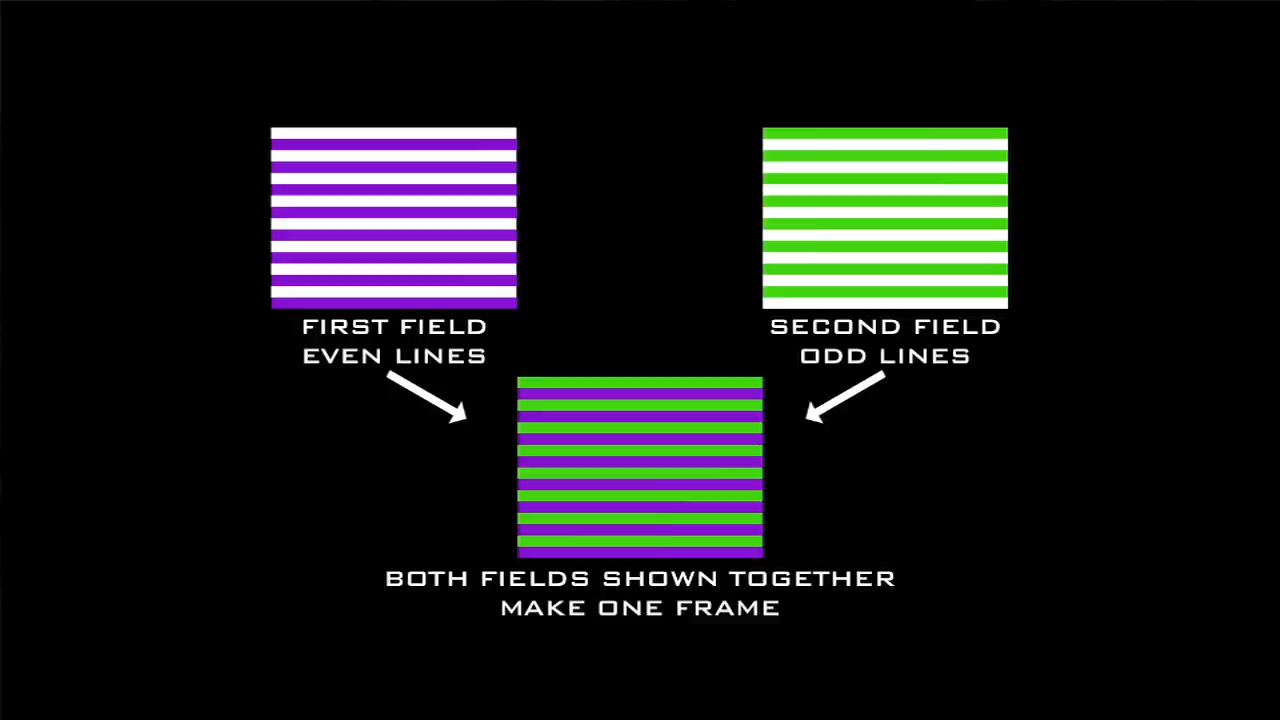 FIRST FIELD
EVEN LINES
SECOND FIELD
ODD LINES
BOTH FIELDS SHOWN TOGETHER
MAKE ONE FRAME